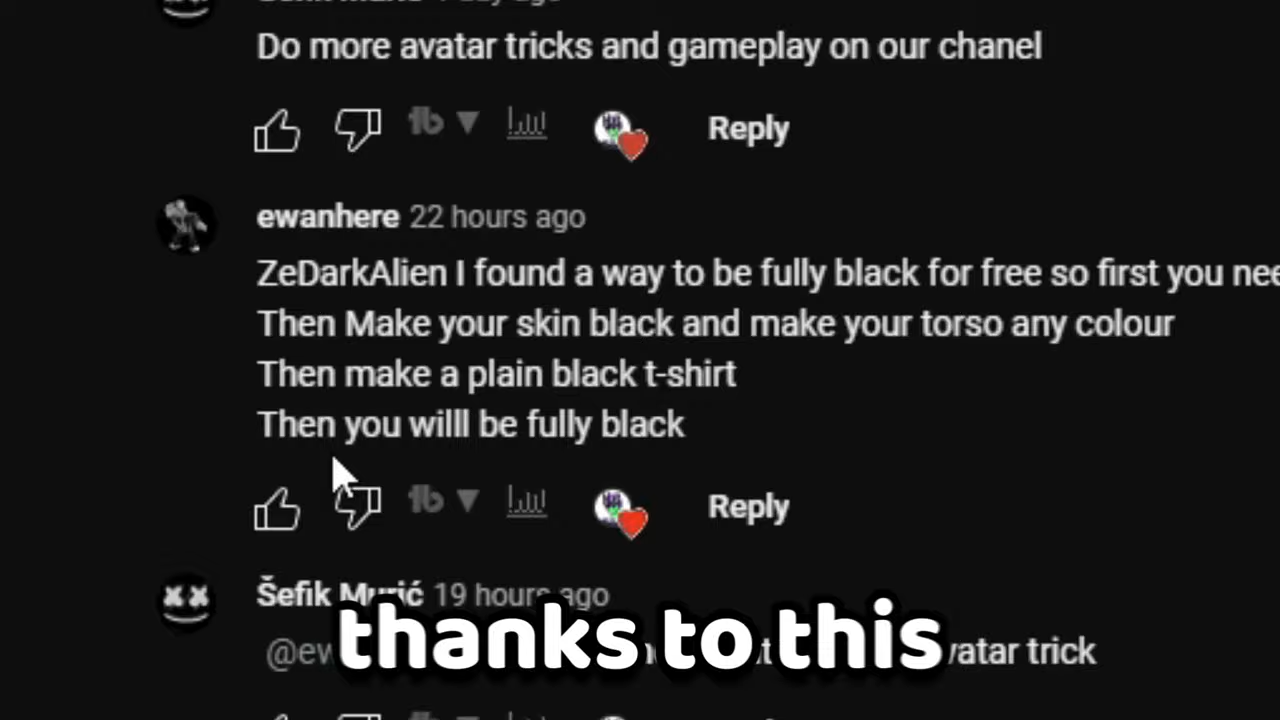 Do more avatar tricks and gameplay on our chanel
Reply
ewanhere 22 hours ago
ZeDarkAlien I found a way to be fully black for free so first you
Then Make your skin black and make your torso any colour
Then make a plain black t-shirt
Then you willl be fully black
Reply
Šefik Murić 19 hours ago
avatar trick
thanks to this